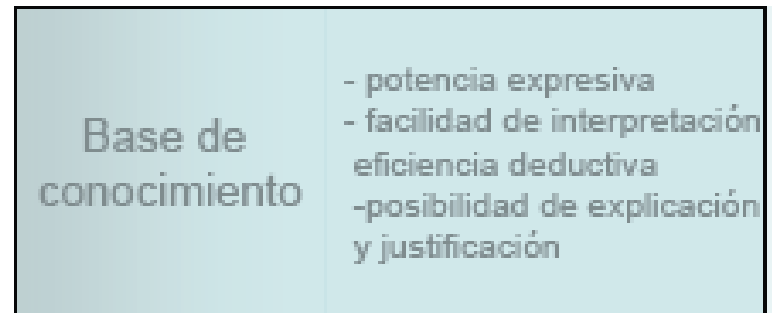 Base de
conocimiento
- potencia expresiva
- facilidad de interpretación
eficiencia deductiva
-posibilidad de explicación
y justificación